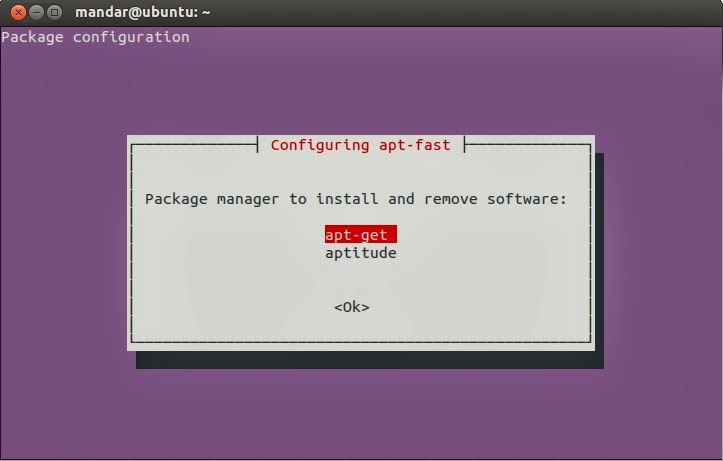 mandar@ubuntu: ~
Package configuration
Configuring apt-fast
Package manager to install and remove software:
apt-get
aptitude
<Ok>